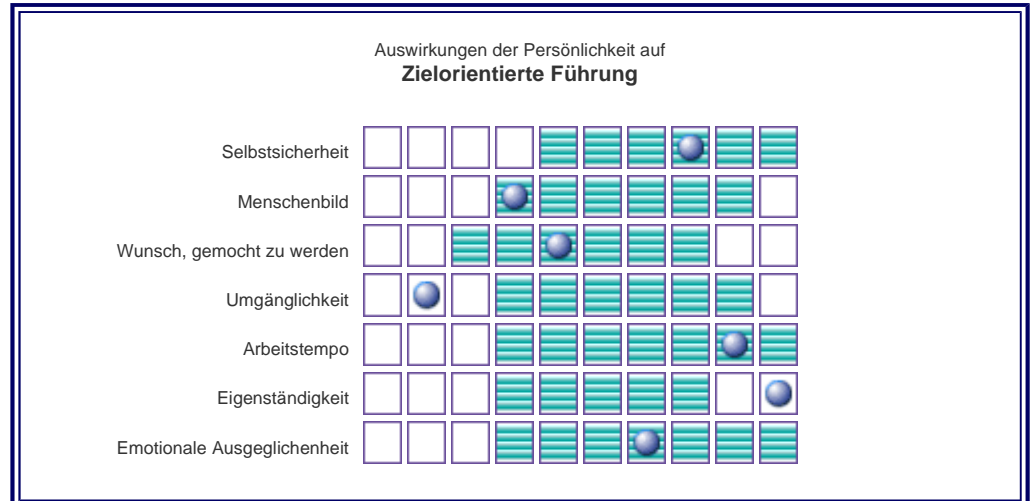 Auswirkungen der Persönlichkeit auf
Zielorientierte Führung
Selbstsicherheit
Menschenbild
Wunsch, gemocht zu werden
Umgänglichkeit
Arbeitstempo
Eigenständigkeit
Emotionale Ausgeglichenheit